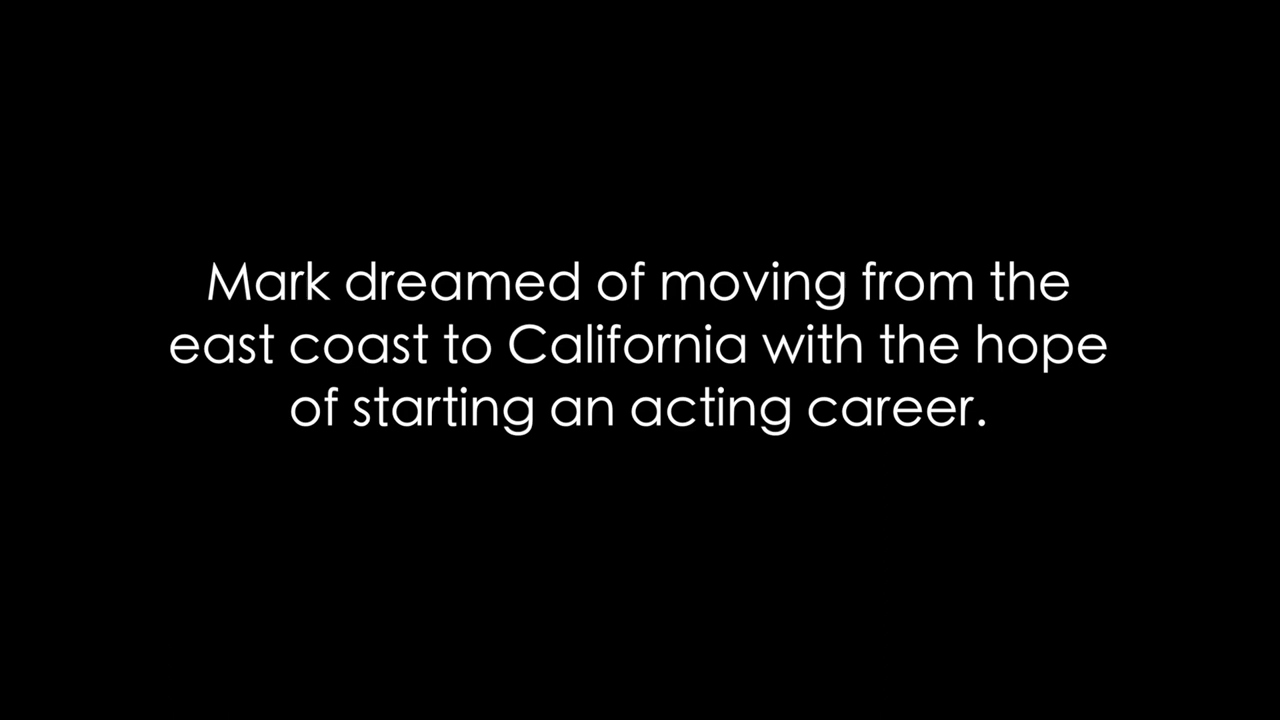 Mark dreamed of moving from the
east coast to California with the hope
of starting an acting career.